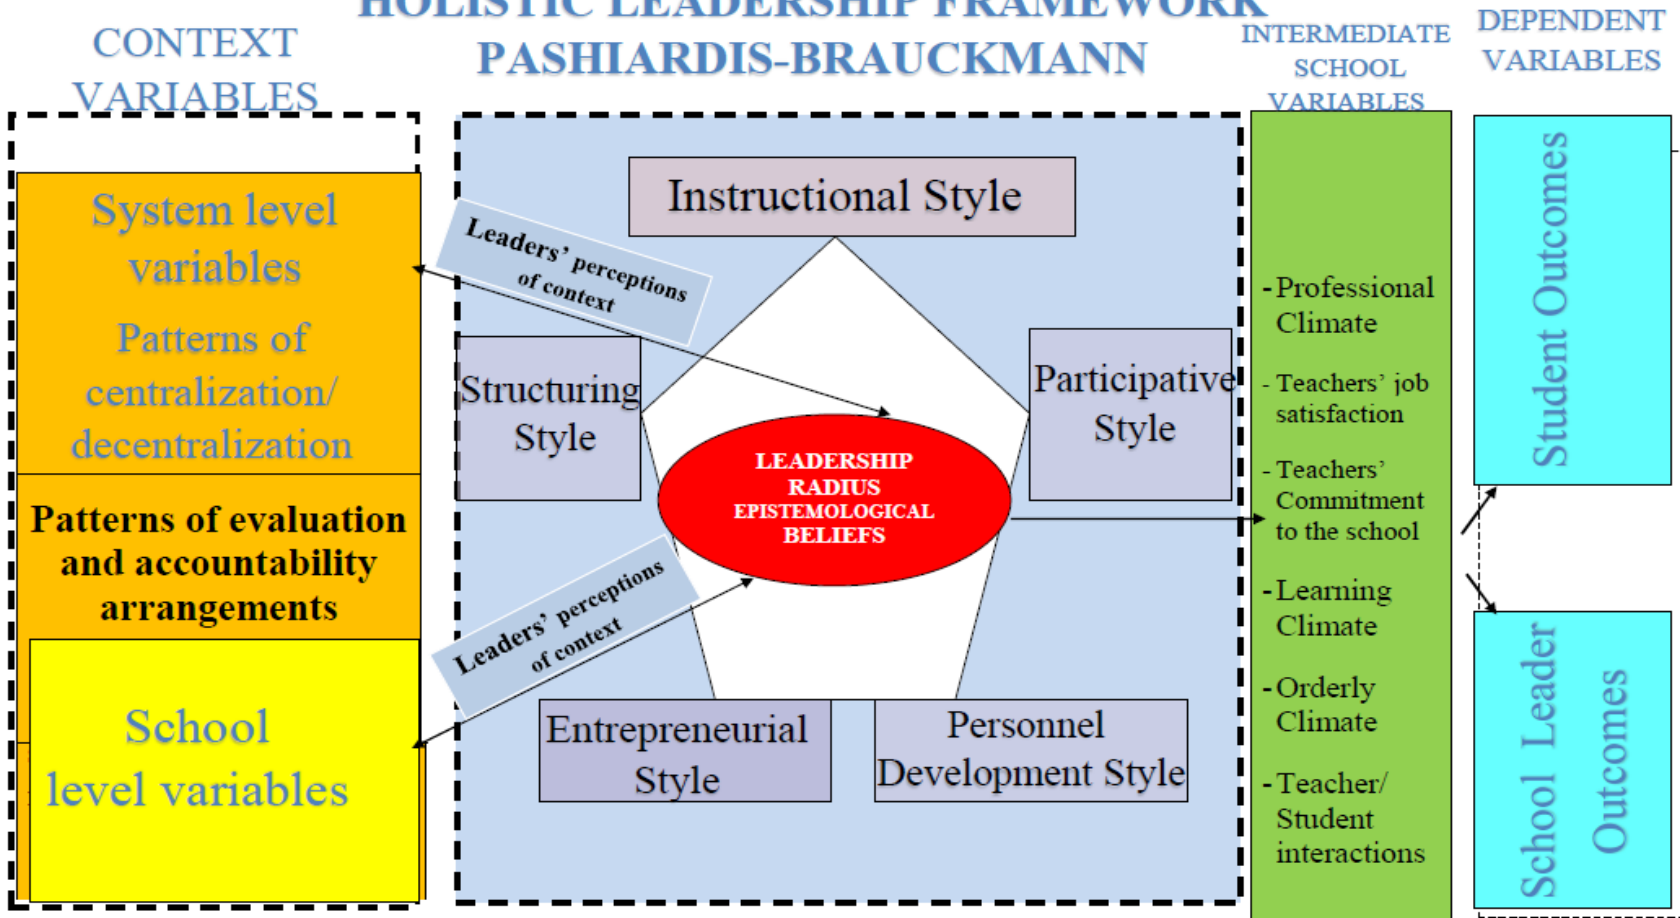 HOLISTIC LEADERSHIP FRAMEWORK
PASHIARDIS-BRAUCKMANN
CONTEXT
VARIABLES
System level
variables
Patterns of
centralization/
decentralization
Patterns of evaluation
and accountability
arrangements
School
level variables
Leaders’ perceptions
of context
Leaders’ perceptions
of context
Instructional Style
Structuring
Style
Participative
Style
LEADERSHIP
RADIUS
EPISTEMOLOGICAL
BELIEFS
Entrepreneurial
Style
Personnel
Development Style
INTERMEDIATE
SCHOOL
VARIABLES
-Professional
Climate
- Teachers’ job
satisfaction
- Teachers’
Commitment
to the school
-Learning
Climate
-Orderly
Climate
-Teacher/
Student
interactions
DEPENDENT
VARIABLES
Student Outcomes
School Leader
Outcomes